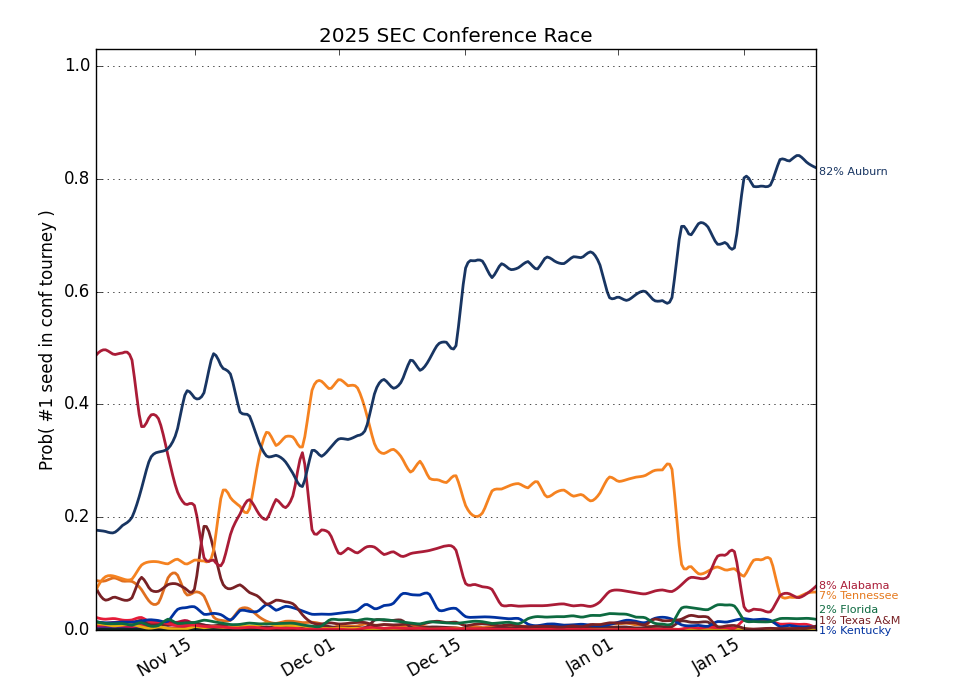 2025 SEC Conference Race
Prob( #1 seed in conf tourney )
1.0
0.8
0.6
0.4
0.2
0.0
Nov 15
Dec 01
Dec 15
Jan 01
Jan 15
82% Auburn
8% Alabama
7% Tennessee
2% Florida
1% Texas A&M
1% Kentucky